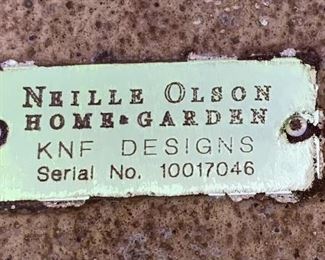 NEILLE OLSON
HOME & GARDEN
KNF DESIGNS
Serial No. 10017046